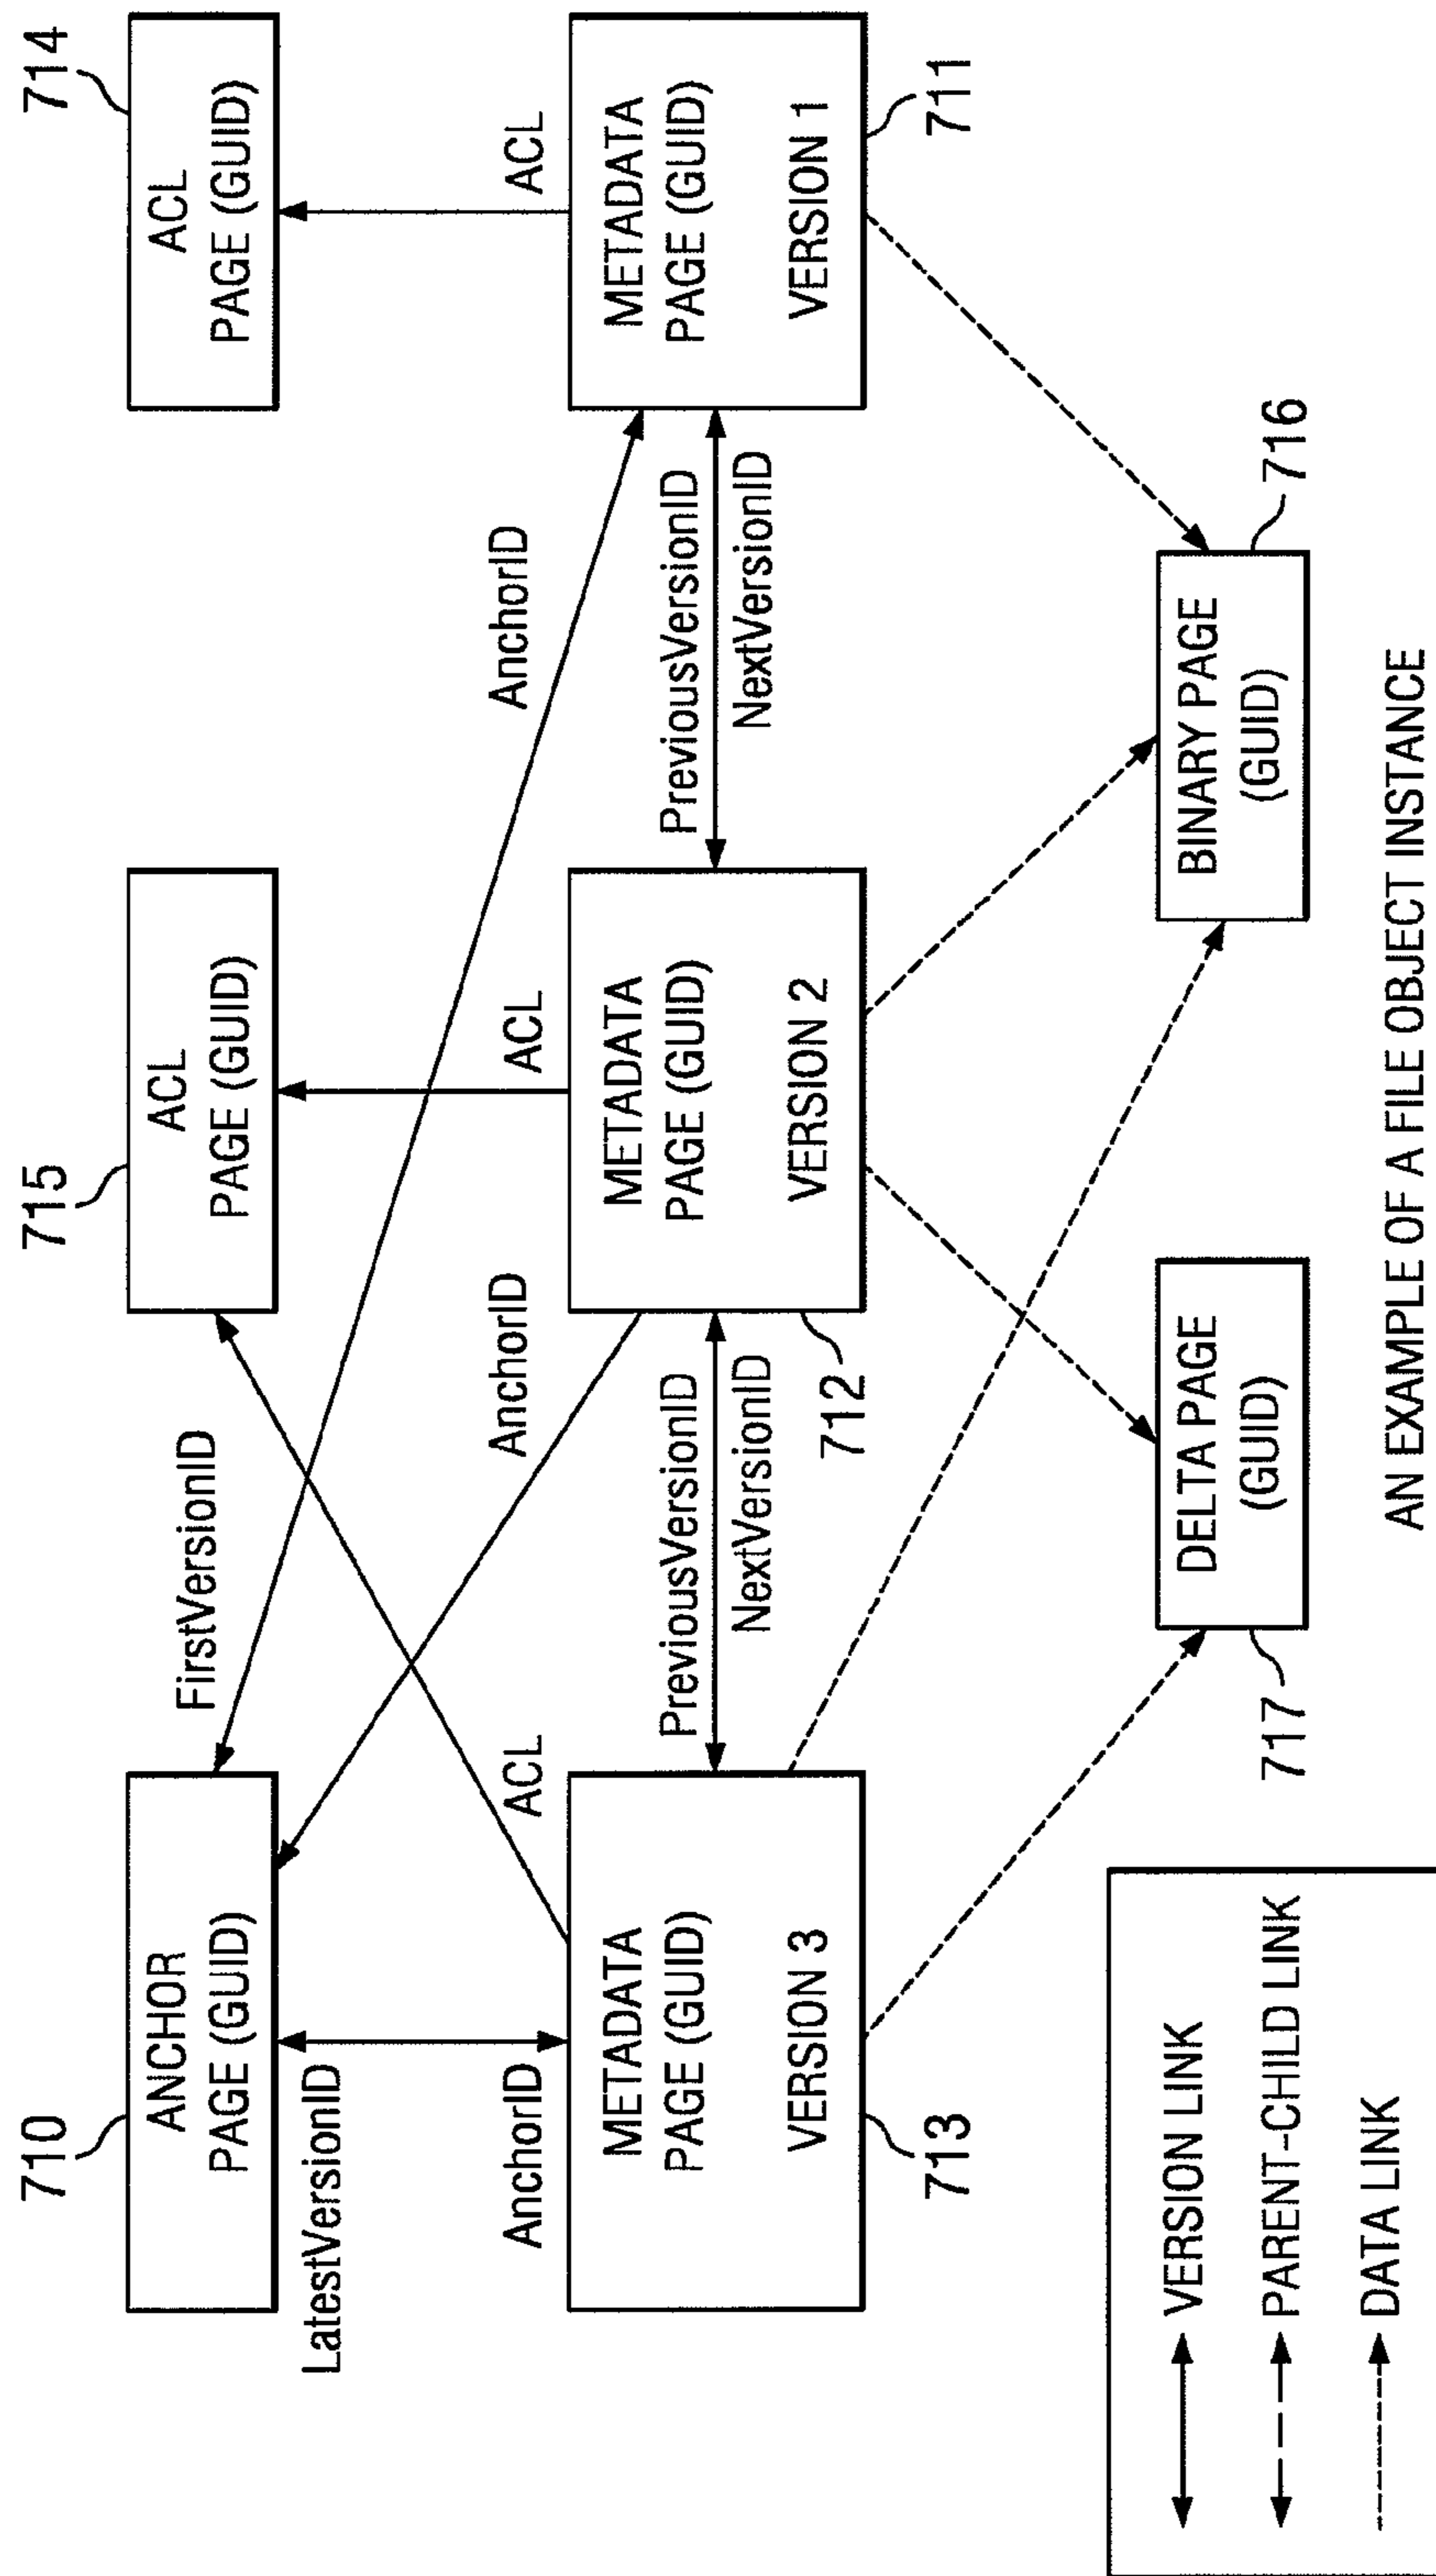 710
ANCHOR
PAGE (GUID)
715
ACL
PAGE (GUID)
714
ACL
PAGE (GUID)
FirstVersionID
LatestVersionID
AnchorID
ACL
AnchorID
ACL
AnchorID
ACL
METADATA
PAGE (GUID)
VERSION 3
713
PreviousVersionID
NextVersionID
METADATA
PAGE (GUID)
VERSION 2
712
PreviousVersionID
NextVersionID
METADATA
PAGE (GUID)
VERSION 1
711
DELTA PAGE
(GUID)
717
BINARY PAGE
(GUID)
716
VERSION LINK
PARENT-CHILD LINK
DATA LINK
AN EXAMPLE OF A FILE OBJECT INSTANCE